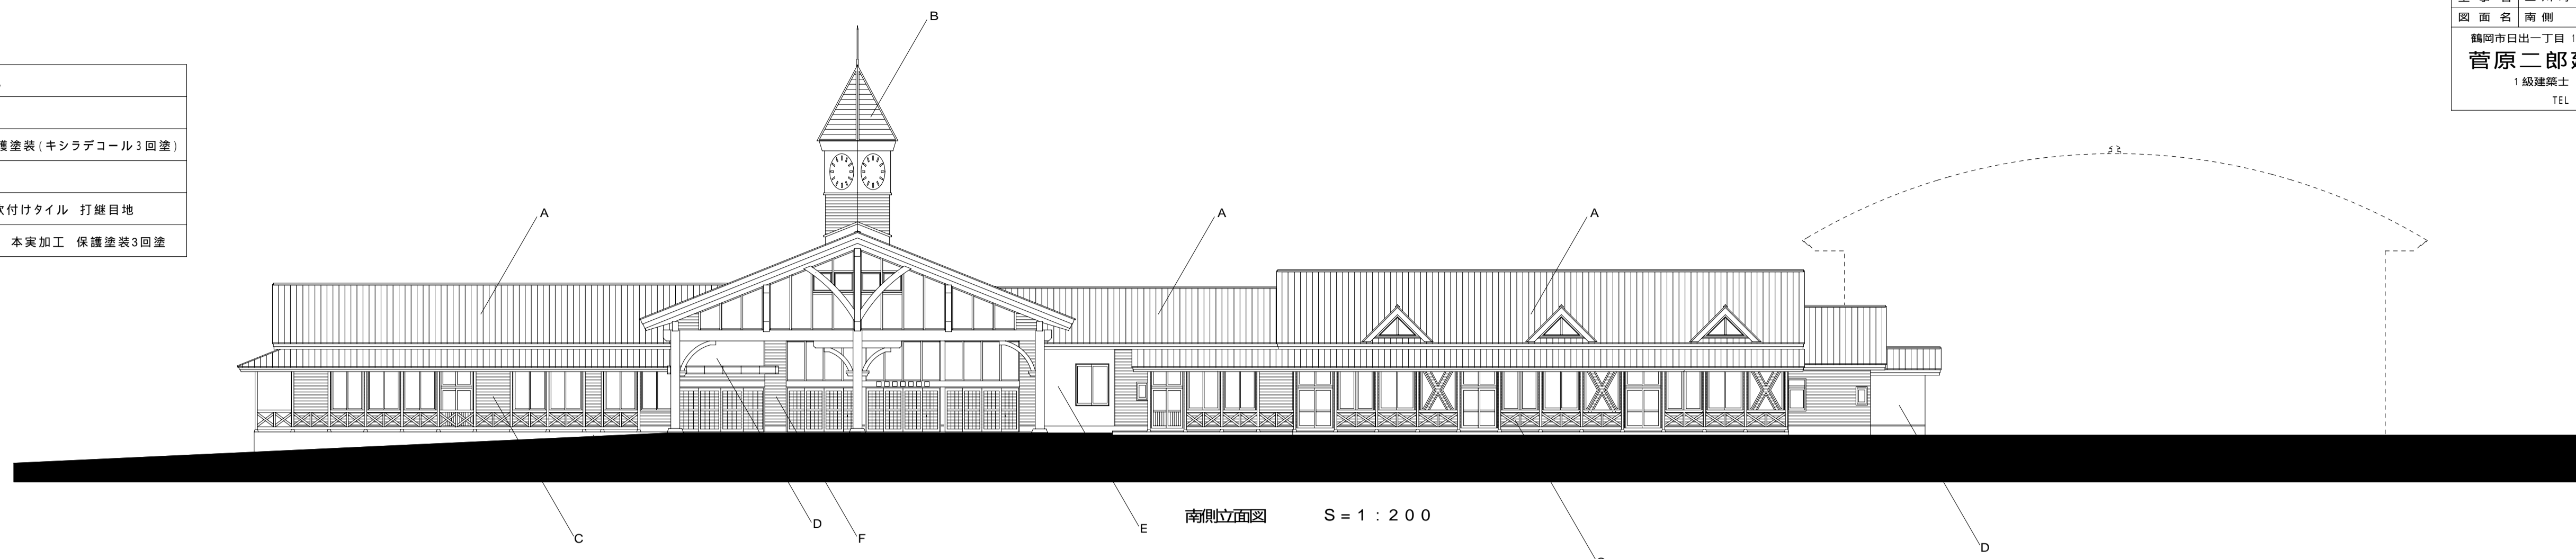 B
図面名 南側
鶴岡市日出一丁目 1
菅原二郎建
1級建築士
TEL
護塗装(キシラデコール3回塗)
吹付けタイル 打継目地
本実加工 保護塗装3回塗
A
A
A
D
E
南側立面図 S=1:200
C
F
D